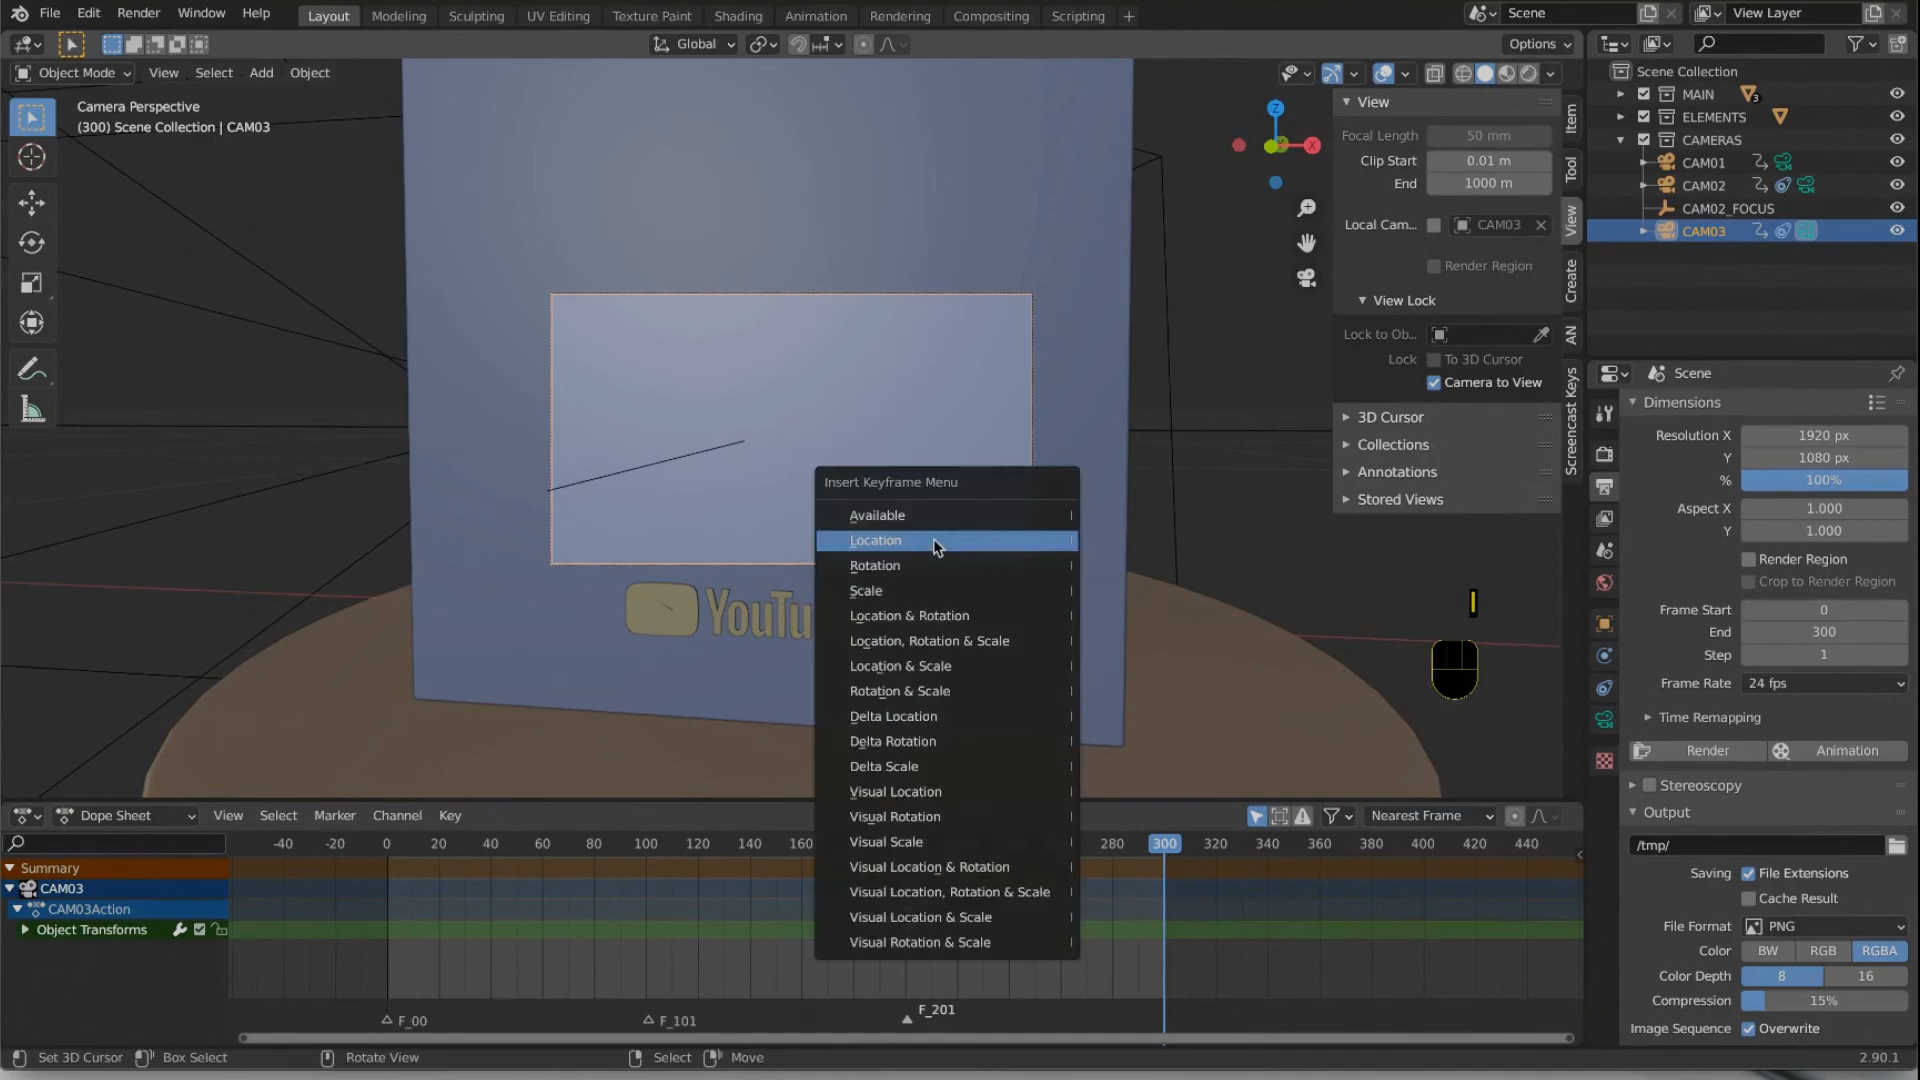 File Edit Render Window Help Layout Modeling Sculpting UV Editing Texture Paint Shading Animation Rendering Compositing Scripting + Scene View Layer
Global Options
Object Mode View Select Add Object
Camera Perspective
(300) Scene Collection | CAM03
X
Z
View
Focal Length 50 mm
Clip Start 0.01 m
End 1000 m
Local Cam... CAM03
Render Region
View Lock
Lock to Ob...
Lock To 3D Cursor
Camera to View
3D Cursor
Collections
Annotations
Stored Views
Item
Tool
View
Create
AN
Screencast Keys
Scene Collection
MAIN 3
ELEMENTS
CAMERAS
CAM01
CAM02
CAM02_FOCUS
CAM03
YouTu
I
Insert Keyframe Menu
Available I
Location I
Rotation I
Scale I
Location & Rotation I
Location, Rotation & Scale I
Location & Scale I
Rotation & Scale I
Delta Location I
Delta Rotation I
Delta Scale I
Visual Location I
Visual Rotation I
Visual Scale I
Visual Location & Rotation I
Visual Location, Rotation & Scale I
Visual Location & Scale I
Visual Rotation & Scale I
Scene
Dimensions
Resolution X 1920 px
Y 1080 px
% 100%
Aspect X 1.000
Y 1.000
Render Region
Crop to Render Region
Frame Start 0
End 300
Step 1
Frame Rate 24 fps
Time Remapping
Render Animation
Stereoscopy
Output
/tmp/
Saving File Extensions
Cache Result
File Format PNG
Color BW RGB RGBA
Color Depth 8 16
Compression 15%
Image Sequence Overwrite
Dope Sheet View Select Marker Channel Key Nearest Frame
-40 -20 0 20 40 60 80 100 120 140 160 280 300 320 340 360 380 400 420 440
Summary
CAM03
CAM03Action
Object Transforms
F_00 F_101 F_201
Set 3D Cursor Box Select Rotate View Select Move 2.90.1